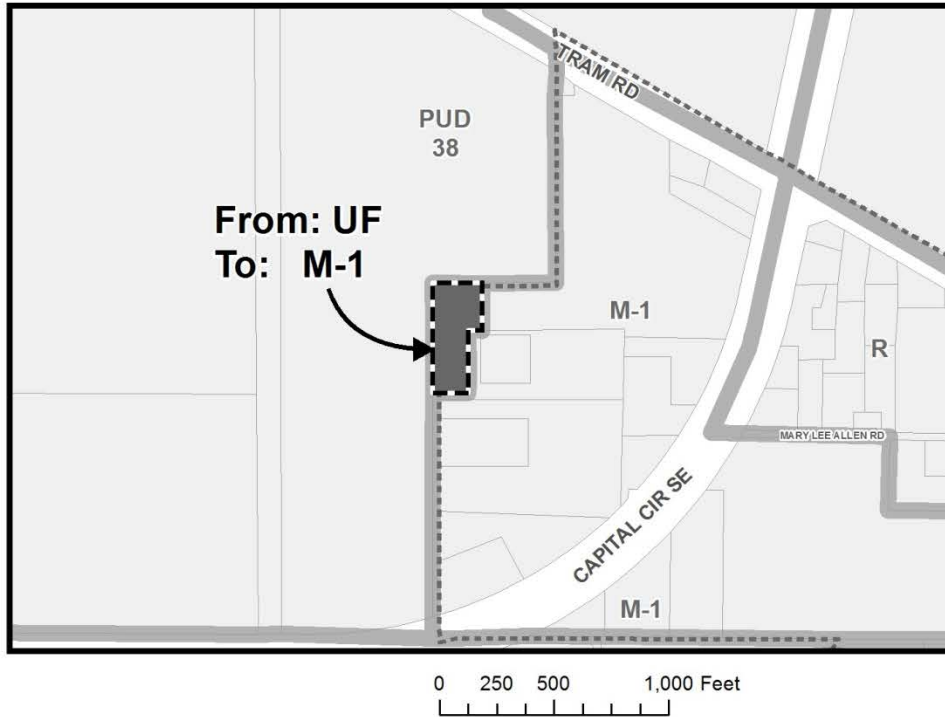 TRAM RD
PUD
38
From: UF
To: M-1
M-1
R
MARY LEE ALLEN RD
CAPITAL CIR SE
M-1
0 250 500 1,000 Feet